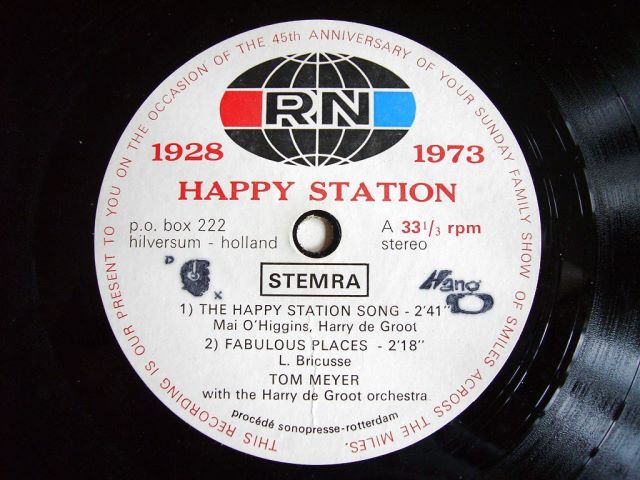 THIS RECORDING IS OUR PRESENT TO YOU ON THE OCCASION OF THE 45th ANNIVERSARY OF YOUR SUNDAY FAMILY SHOW OF SMILES ACROSS THE MILES.
RN
1928 1973
HAPPY STATION
p.o. box 222 A 33 1/3 rpm
hilversum - holland stereo
STEMRA
1) THE HAPPY STATION SONG - 2'41"
Mai O'Higgins, Harry de Groot
2) FABULOUS PLACES - 2'18"
L. Bricusse
TOM MEYER
with the Harry de Groot orchestra
procédé sonopresse-rotterdam